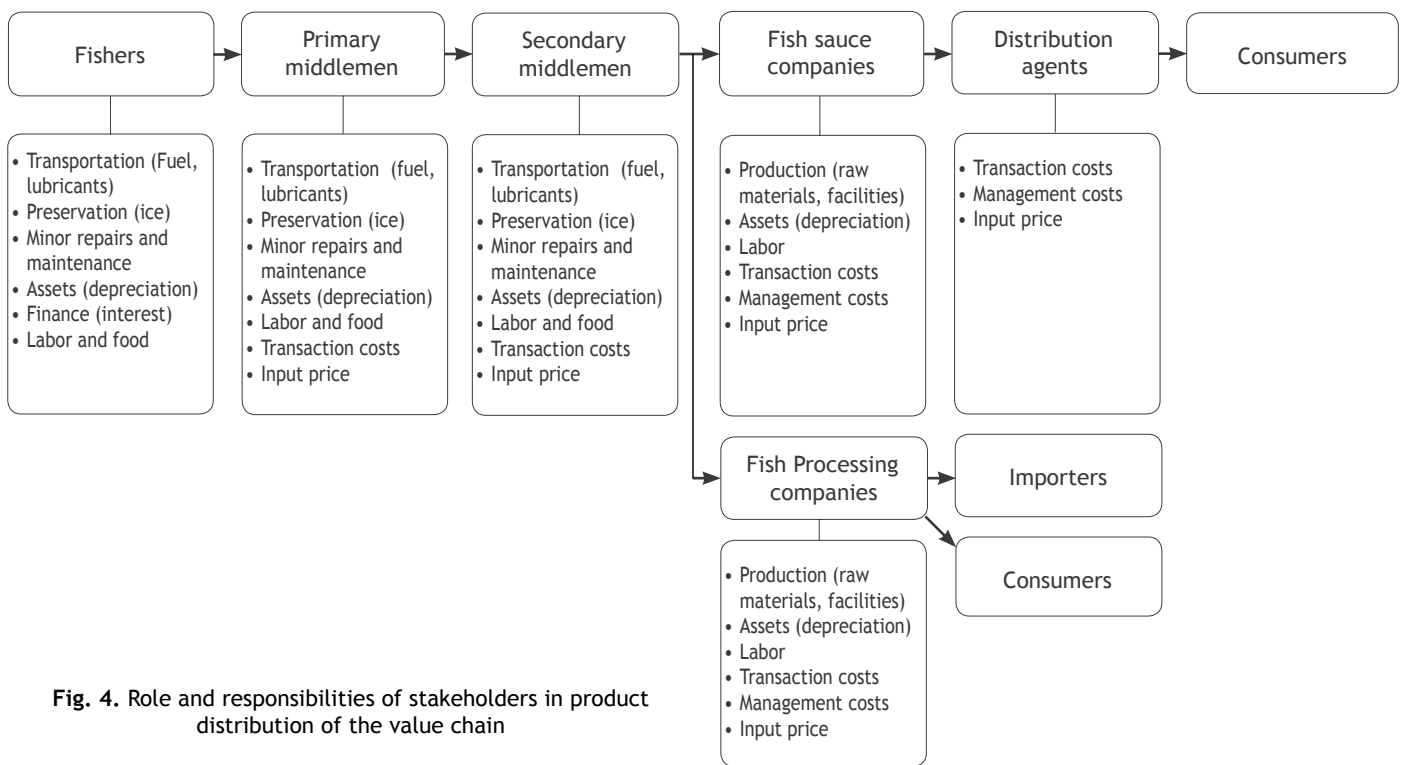 Fishers
Primary
middlemen
Secondary
middlemen
Fish sauce
companies
Distribution
agents
Consumers
• Transportation (Fuel,
lubricants)
• Preservation (ice)
• Minor repairs and
maintenance
• Assets (depreciation)
• Finance (interest)
• Labor and food
• Transportation (fuel,
lubricants)
• Preservation (ice)
• Minor repairs and
maintenance
• Assets (depreciation)
• Labor and food
• Transaction costs
• Input price
• Transportation (fuel,
lubricants)
• Preservation (ice)
• Minor repairs and
maintenance
• Assets (depreciation)
• Labor and food
• Transaction costs
• Input price
• Production (raw
materials, facilities)
• Assets (depreciation)
• Labor
• Transaction costs
• Management costs
• Input price
• Transaction costs
• Management costs
• Input price
Fish Processing
companies
Importers
Consumers
• Production (raw
materials, facilities)
• Assets (depreciation)
• Labor
• Transaction costs
• Management costs
• Input price
Fig. 4. Role and responsibilities of stakeholders in product
distribution of the value chain